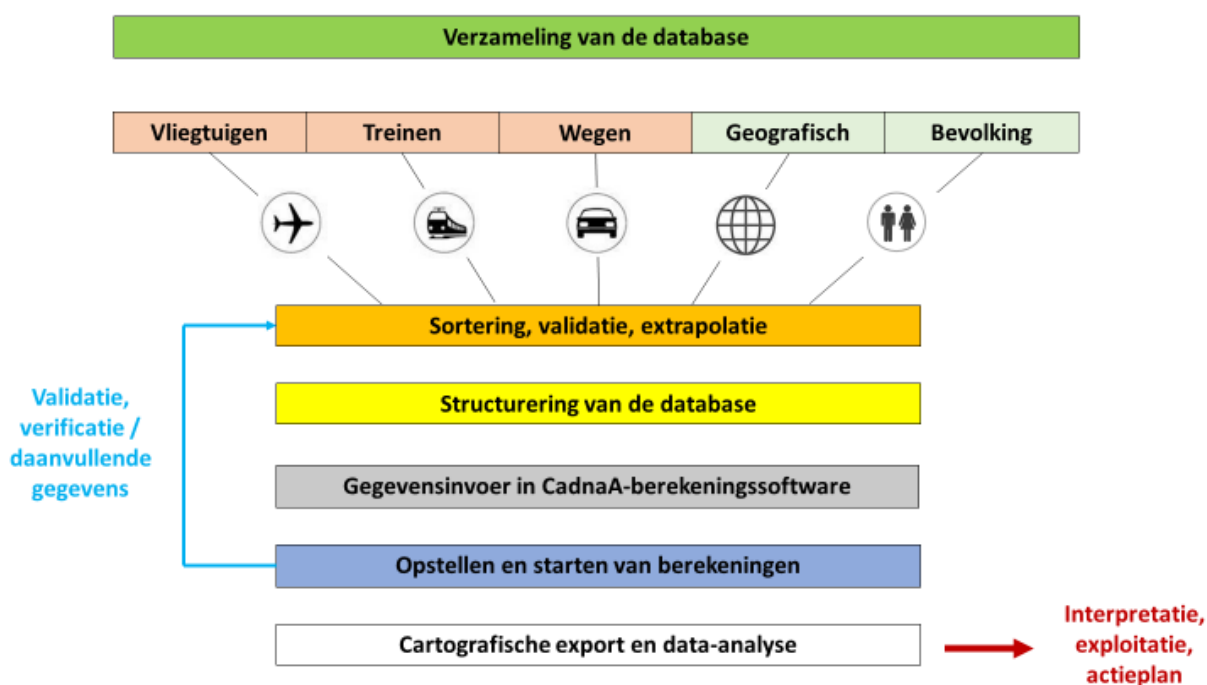 Verzameling van de database
Vliegtuigen
Treinen
Wegen
Geografisch
Bevolking
Sortering, validatie, extrapolatie
Validatie,
verificatie /
daanvullende
gegevens
Structurering van de database
Gegevensinvoer in CadnaA-berekeningssoftware
Opstellen en starten van berekeningen
Cartografische export en data-analyse
Interpretatie,
exploitatie,
actieplan